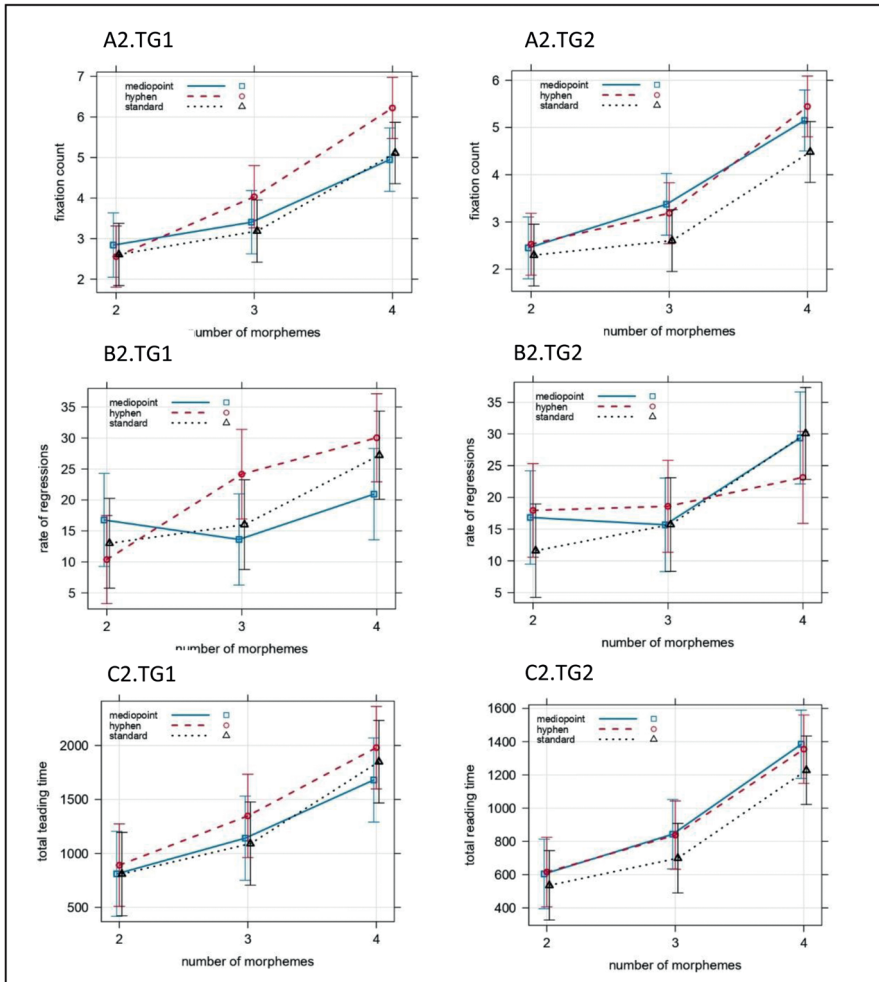 A2.TG1
mediopoint
hyphen
standard
7
6
5
4
3
2
fixation count
2 3 4
number of morphemes
A2.TG2
mediopoint
hyphen
standard
6
5
4
3
2
fixation count
2 3 4
number of morphemes
B2.TG1
mediopoint
hyphen
standard
35
30
25
20
15
10
5
rate of regressions
2 3 4
number of morphemes
B2.TG2
mediopoint
hyphen
standard
35
30
25
20
15
10
5
rate of regressions
2 3 4
number of morphemes
C2.TG1
mediopoint
hyphen
standard
2000
1500
1000
500
total teading time
2 3 4
number of morphemes
C2.TG2
mediopoint
hyphen
standard
1600
1400
1200
1000
800
600
400
total reading time
2 3 4
number of morphemes